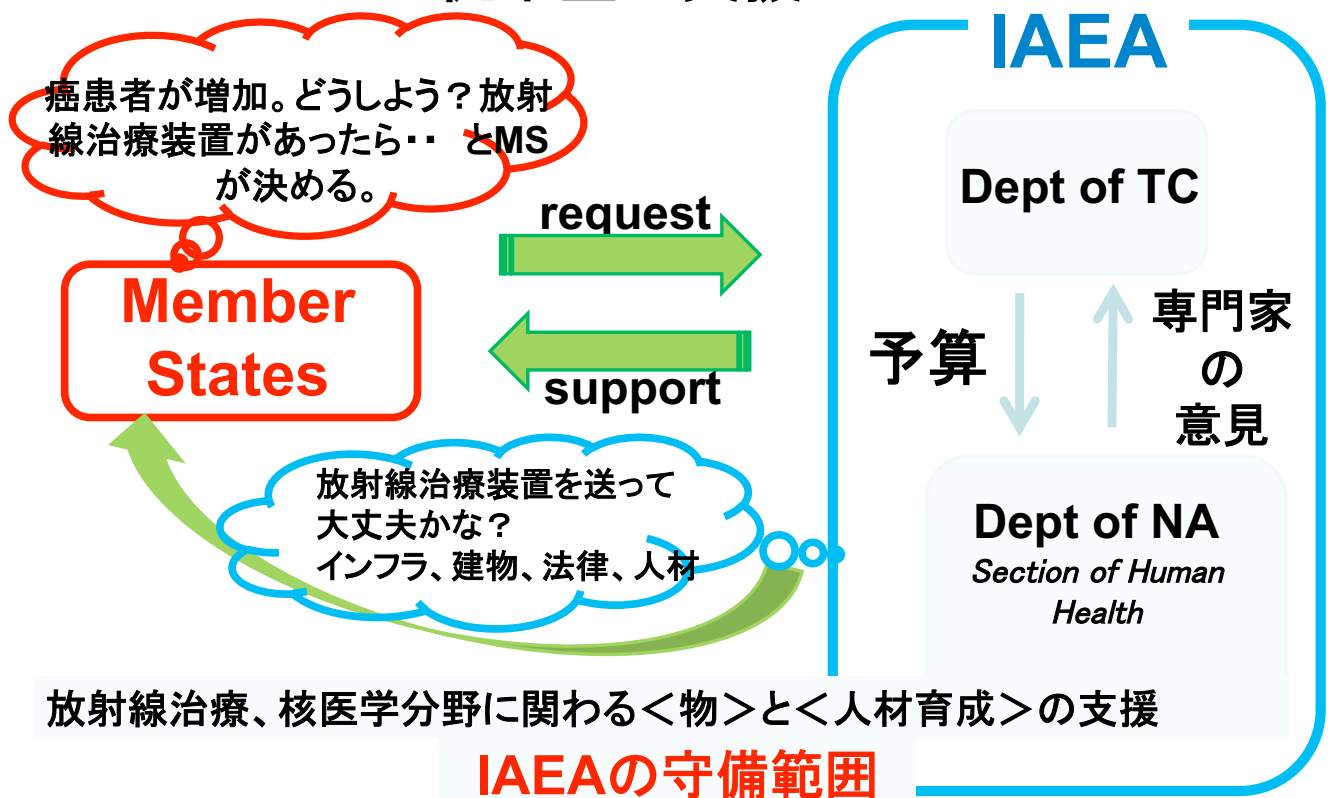 IAEA
癌患者が増加。どうしよう？放射
線治療装置があったら・・ とMS
が決める。
Dept of TC
request
Member
States
support
予算
専門家
の
意見
放射線治療装置を送って
大丈夫かな？
インフラ、建物、法律、人材
Dept of NA
Section of Human
Health
放射線治療、核医学分野に関わる＜物＞と＜人材育成＞の支援
IAEAの守備範囲